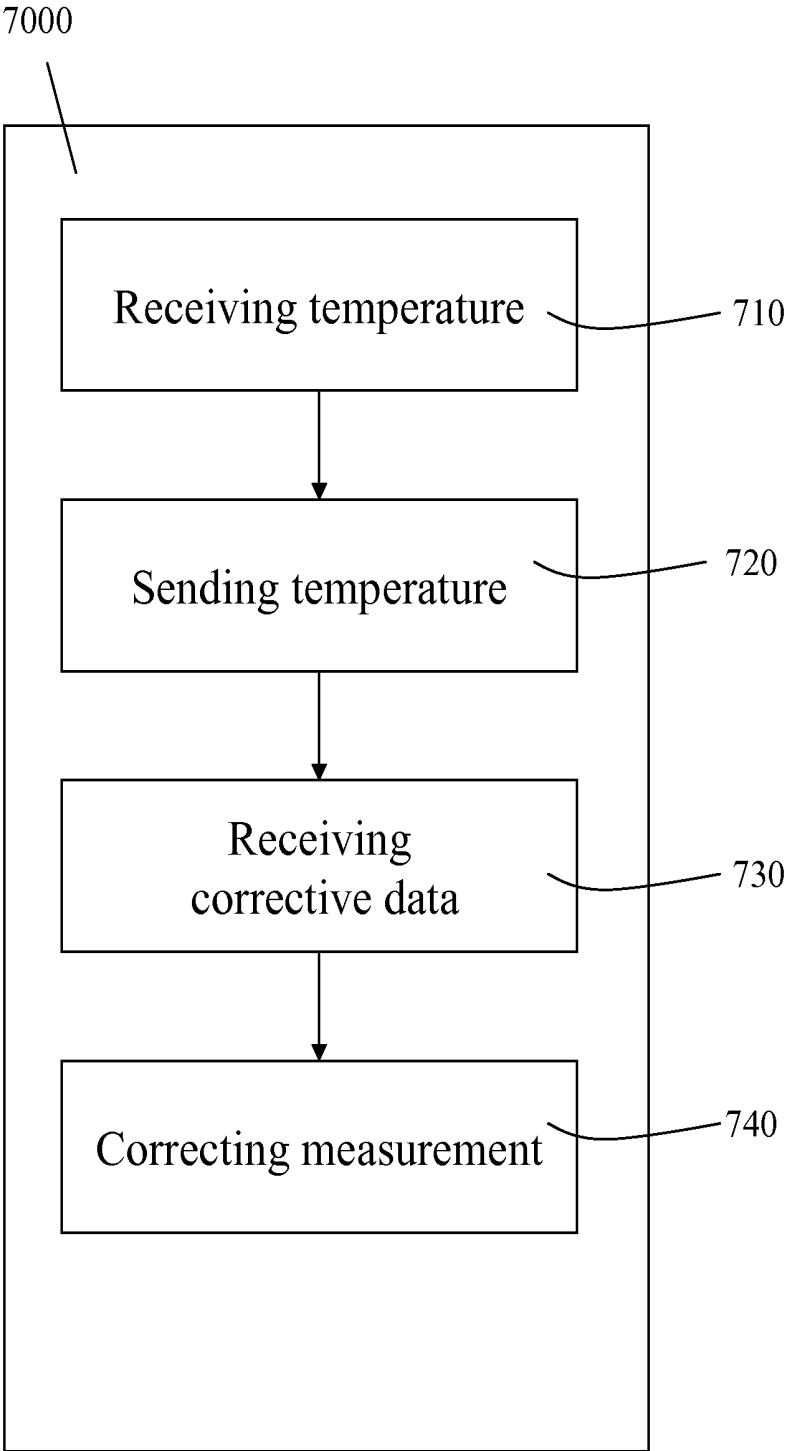 7000
Receiving temperature
710
Sending temperature
720
Receiving
corrective data
730
Correcting measurement
740